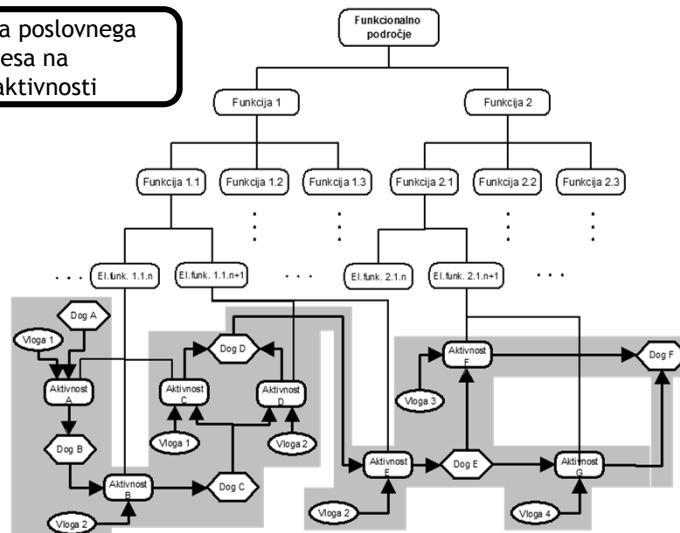 a poslovnega
esa na
aktivnosti
Funkcionalno
področje
Funkcija 1
Funkcija 2
Funkcija 1.1
Funkcija 1.2
Funkcija 1.3
Funkcija 2.1
Funkcija 2.2
Funkcija 2.3
. . .
El.funk. 1.1.n
El.funk. 1.1.n+1
. . .
El.funk. 2.1.n
El.funk. 2.1.n+1
. . .
Dog A
Vloga 1
Aktivnost
A
Dog B
Aktivnost
B
Vloga 2
Dog D
Aktivnost
C
Aktivnost
D
Vloga 1
Vloga 2
Dog C
Aktivnost
E
Vloga 2
Dog E
Aktivnost
F
Vloga 3
Dog F
Aktivnost
G
Vloga 4